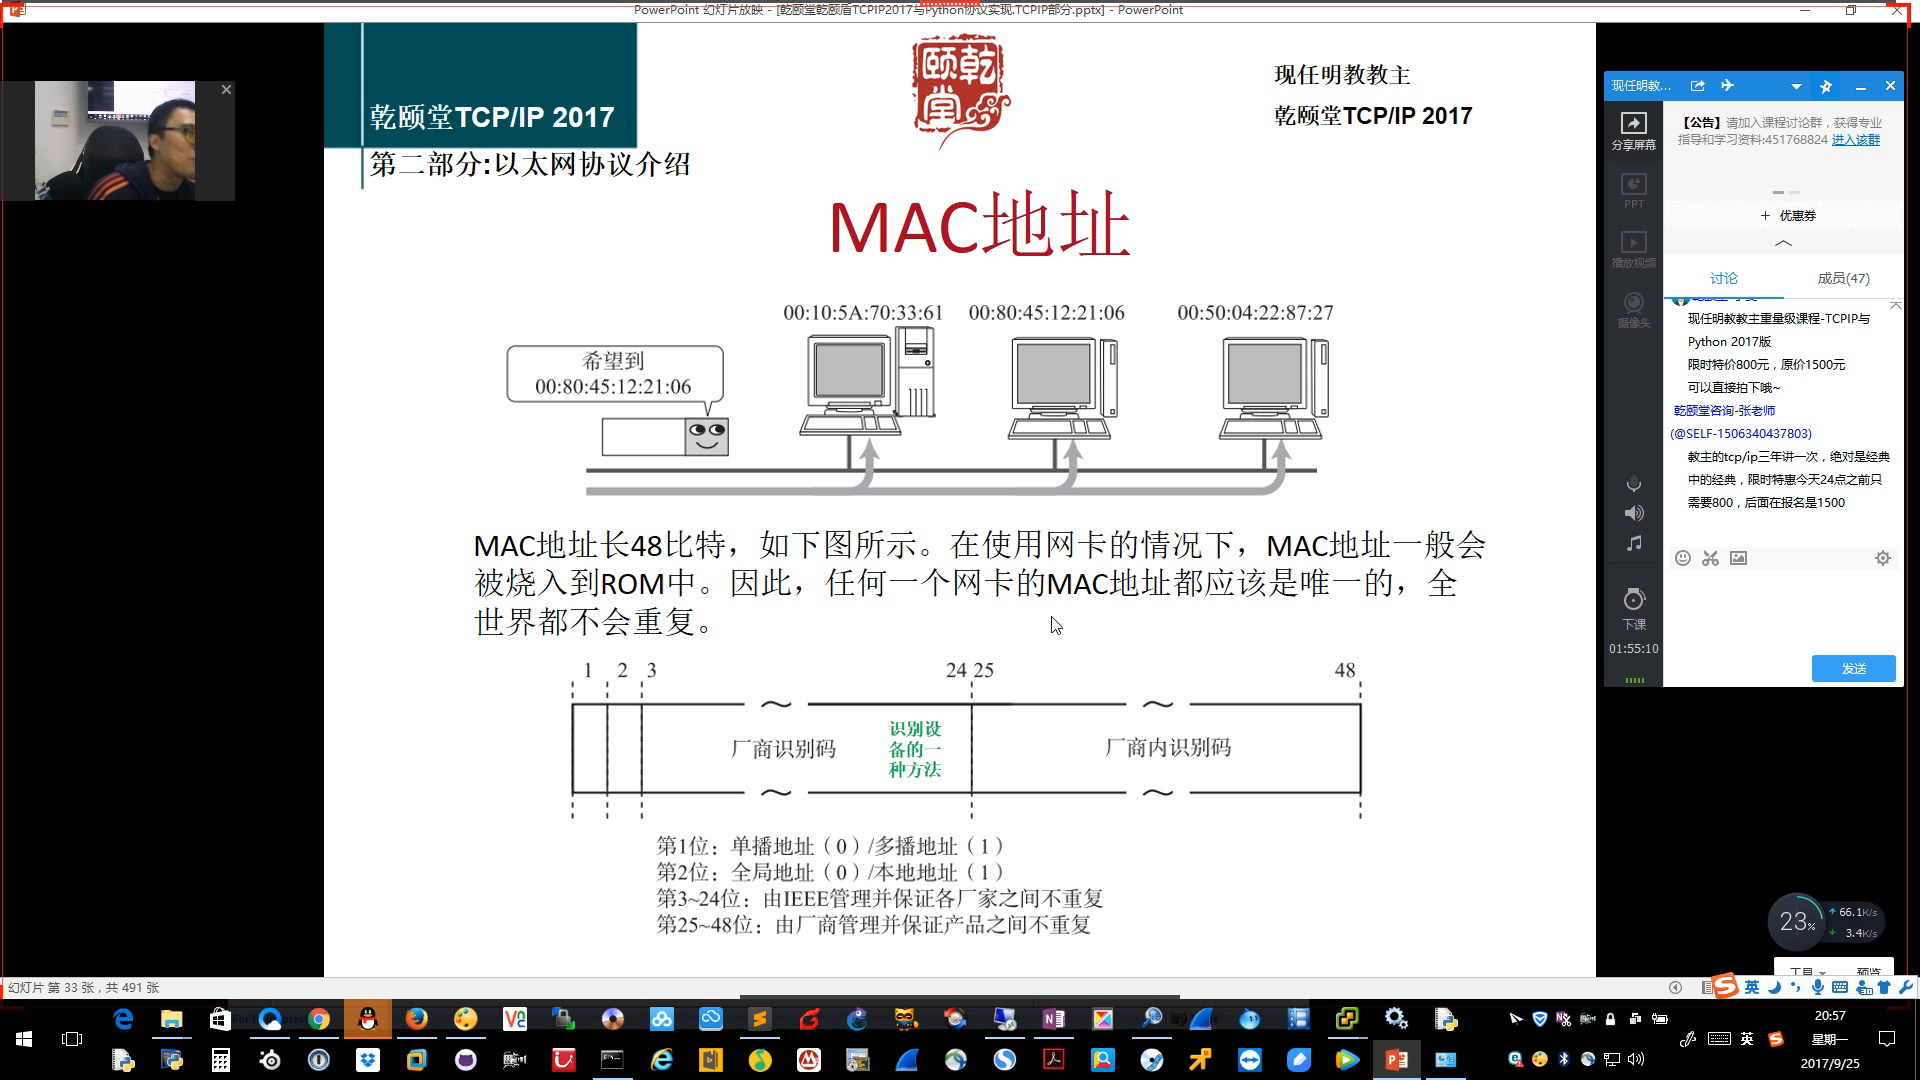 PowerPoint 幻灯片放映 - [乾颐堂乾颐盾TCPIP2017与Python协议实现.TCPIP部分.pptx] - PowerPoint
乾颐堂TCP/IP 2017
第二部分:以太网协议介绍
乾颐堂
现任明教教主
乾颐堂TCP/IP 2017
MAC地址
00:10:5A:70:33:61
00:80:45:12:21:06
00:50:04:22:87:27
希望到
00:80:45:12:21:06
MAC地址长48比特，如下图所示。在使用网卡的情况下，MAC地址一般会
被烧入到ROM中。因此，任何一个网卡的MAC地址都应该是唯一的，全
世界都不会重复。
1 2 3 24 25 48
厂商识别码
识别设
备的一
种方法
厂商内识别码
第1位：单播地址（0）/多播地址（1）
第2位：全局地址（0）/本地地址（1）
第3~24位：由IEEE管理并保证各厂家之间不重复
第25~48位：由厂商管理并保证产品之间不重复
现任明教...
分享屏幕
PPT
播放视频
摄像头
下课
01:55:10
【公告】请加入课程讨论群，获得专业
指导和学习资料:451768824 进入该群
+ 优惠券
讨论
成员(47)
现任明教教主重量级课程-TCPIP与
Python 2017版
限时特价800元，原价1500元
可以直接拍下哦~
乾颐堂咨询-张老师
(@SELF-1506340437803)
教主的tcp/ip三年讲一次，绝对是经典
中的经典，限时特惠今天24点之前只
需要800，后面在报名是1500
发送
23%
66.1K/s
3.4K/s
工具
预览
幻灯片 第 33 张，共 491 张
英
英
20:57
星期一
2017/9/25